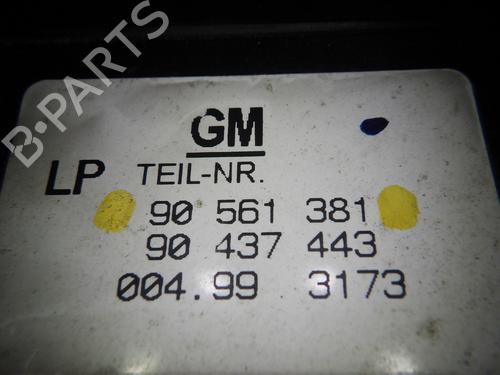 B-PARTS
GM
LP TEIL-NR.
90 561 381
90 437 443
004.99 3173